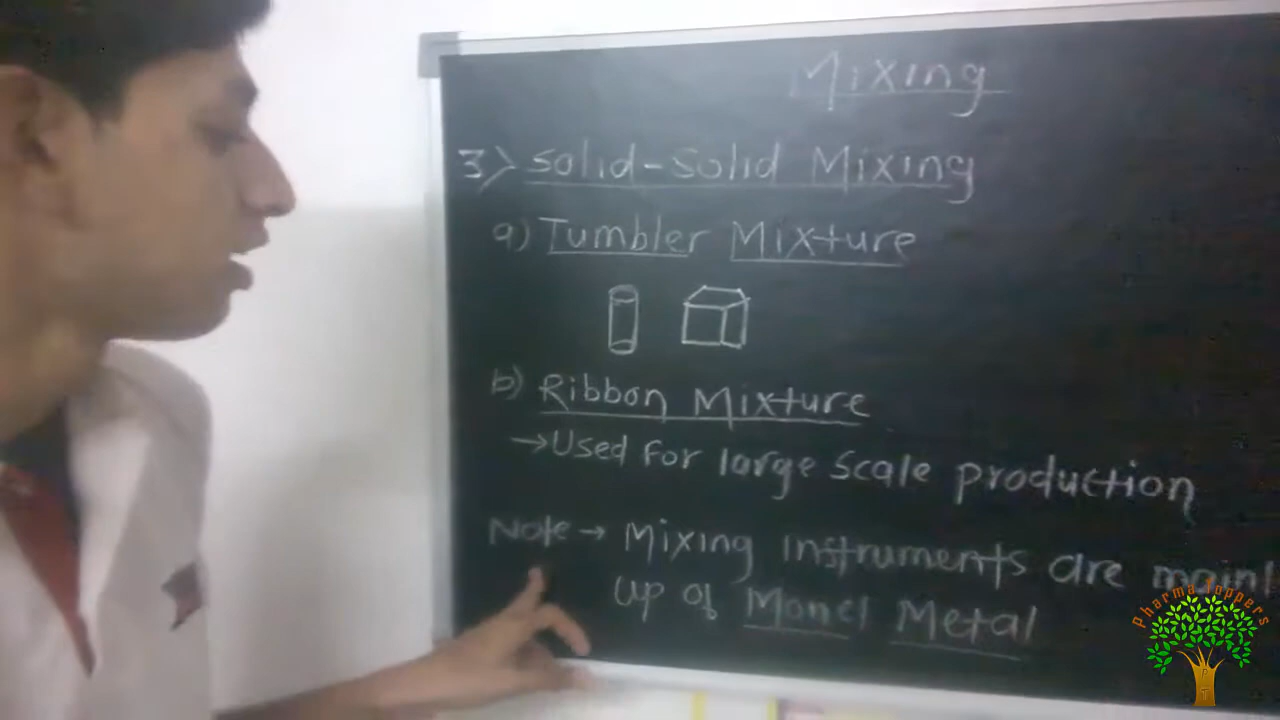 Mixing
3> Solid-Solid Mixing
a) Tumbler Mixture
b) Ribbon Mixture
→Used For large Scale production
Note → Mixing instruments are mainl
up of Monel Metal
Pharma Toppers
P
T